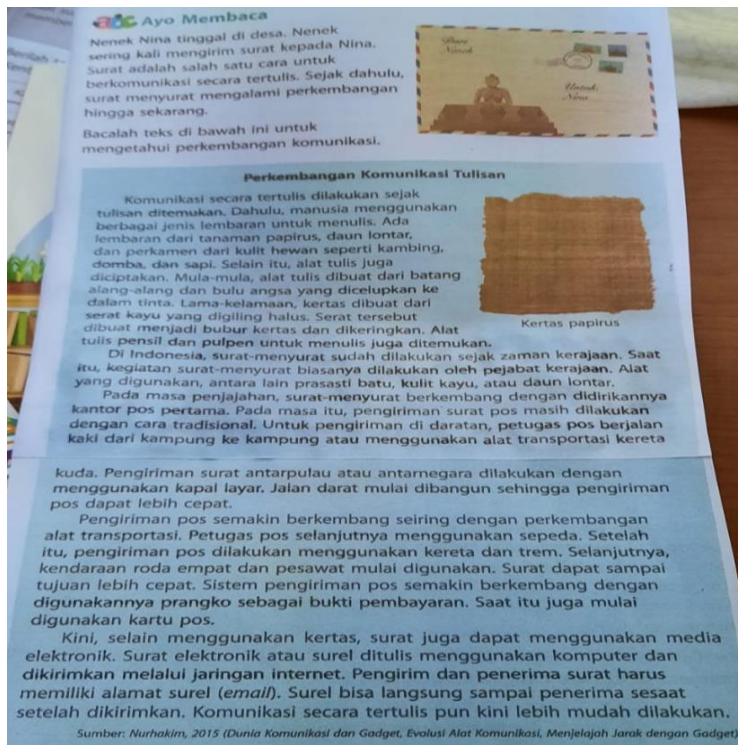 abc Ayo Membaca
Nenek Nina tinggal di desa. Nenek
sering kali mengirim surat kepada Nina.
Surat adalah salah satu cara untuk
berkomunikasi secara tertulis. Sejak dahulu,
surat menyurat mengalami perkembangan
hingga sekarang.
Bacalah teks di bawah ini untuk
mengetahui perkembangan komunikasi.
Dari:
Nenek
Untuk:
Nina
Perkembangan Komunikasi Tulisan
Komunikasi secara tertulis dilakukan sejak
tulisan ditemukan. Dahulu, manusia menggunakan
berbagai jenis lembaran untuk menulis. Ada
lembaran dari tanaman papirus, daun lontar,
dan perkamen dari kulit hewan seperti kambing,
domba, dan sapi. Selain itu, alat tulis juga
diciptakan. Mula-mula, alat tulis dibuat dari batang
alang-alang dan bulu angsa yang dicelupkan ke
dalam tinta. Lama-kelamaan, kertas dibuat dari
serat kayu yang digiling halus. Serat tersebut
dibuat menjadi bubur kertas dan dikeringkan. Alat
tulis pensil dan pulpen untuk menulis juga ditemukan.
Kertas papirus
Di Indonesia, surat-menyurat sudah dilakukan sejak zaman kerajaan. Saat
itu, kegiatan surat-menyurat biasanya dilakukan oleh pejabat kerajaan. Alat
yang digunakan, antara lain prasasti batu, kulit kayu, atau daun lontar.
Pada masa penjajahan, surat-menyurat berkembang dengan didirikannya
kantor pos pertama. Pada masa itu, pengiriman surat pos masih dilakukan
dengan cara tradisional. Untuk pengiriman di daratan, petugas pos berjalan
kaki dari kampung ke kampung atau menggunakan alat transportasi kereta
kuda. Pengiriman surat antarpulau atau antarnegara dilakukan dengan
menggunakan kapal layar. Jalan darat mulai dibangun sehingga pengiriman
pos dapat lebih cepat.
Pengiriman pos semakin berkembang seiring dengan perkembangan
alat transportasi. Petugas pos selanjutnya menggunakan sepeda. Setelah
itu, pengiriman pos dilakukan menggunakan kereta dan trem. Selanjutnya,
kendaraan roda empat dan pesawat mulai digunakan. Surat dapat sampai
tujuan lebih cepat. Sistem pengiriman pos semakin berkembang dengan
digunakannya prangko sebagai bukti pembayaran. Saat itu juga mulai
digunakan kartu pos.
Kini, selain menggunakan kertas, surat juga dapat menggunakan media
elektronik. Surat elektronik atau surel ditulis menggunakan komputer dan
dikirimkan melalui jaringan internet. Pengirim dan penerima surat harus
memiliki alamat surel (email). Surel bisa langsung sampai penerima sesaat
setelah dikirimkan. Komunikasi secara tertulis pun kini lebih mudah dilakukan.
Sumber: Nurhakim, 2015 (Dunia Komunikasi dan Gadget, Evolusi Alat Komunikasi, Menjelajah Jarak dengan Gadget)